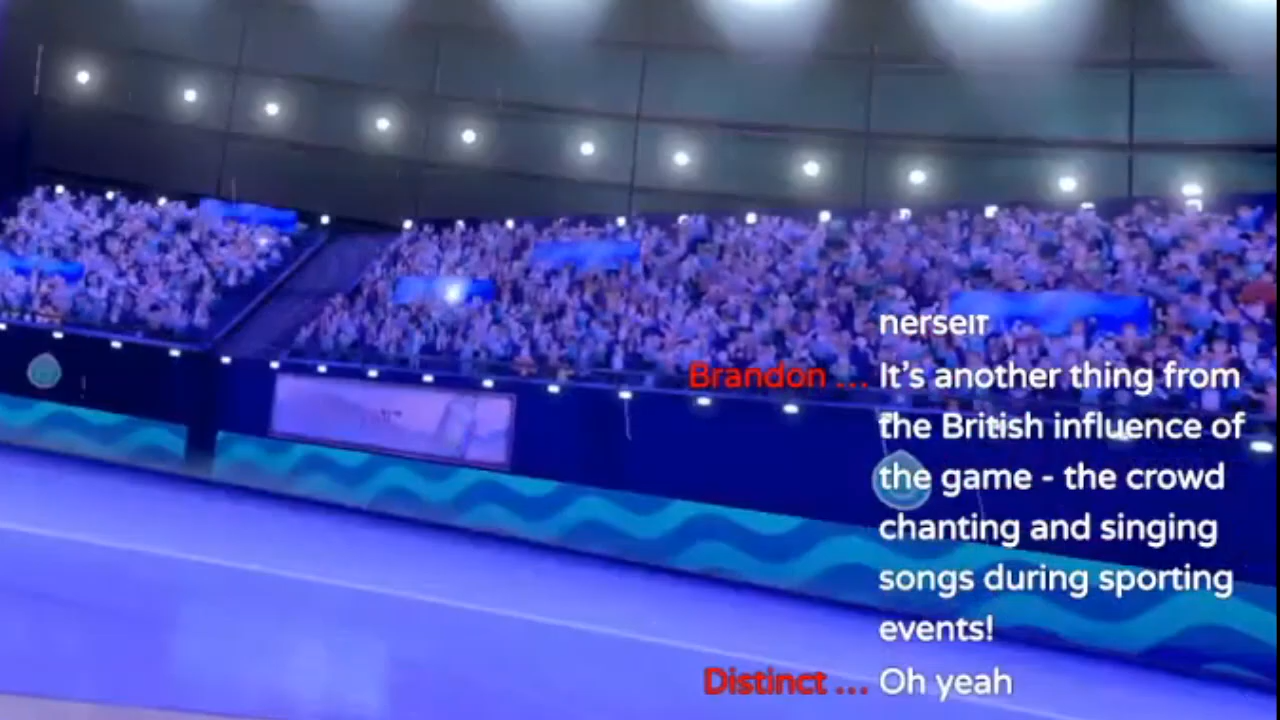 herself
Brandon ... It's another thing from
the British influence of
the game - the crowd
chanting and singing
songs during sporting
events!
Distinct ... Oh yeah